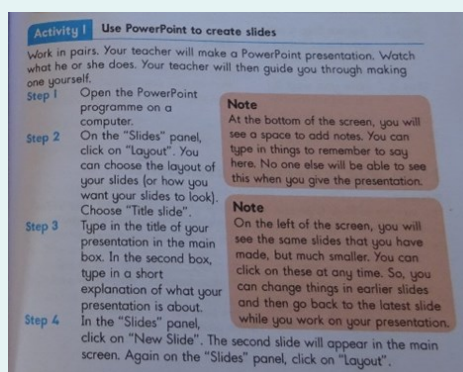 Activity 1 Use PowerPoint to create slides
Work in pairs. Your teacher will make a PowerPoint presentation. Watch
what he or she does. Your teacher will then guide you through making
one yourself.
Step 1 Open the PowerPoint
programme on a
computer.
Step 2 On the "Slides" panel,
click on "Layout". You
can choose the layout of
your slides (or how you
want your slides to look).
Choose "Title slide".
Step 3 Type in the title of your
presentation in the main
box. In the second box,
type in a short
explanation of what your
presentation is about.
Step 4 In the "Slides" panel,
click on "New Slide". The second slide will appear in the main
screen. Again on the "Slides" panel, click on "Layout".
Note
At the bottom of the screen, you will
see a space to add notes. You can
type in things to remember to say
here. No one else will be able to see
this when you give the presentation.
Note
On the left of the screen, you will
see the same slides that you have
made, but much smaller. You can
click on these at any time. So, you
can change things in earlier slides
and then go back to the latest slide
while you work on your presentation.